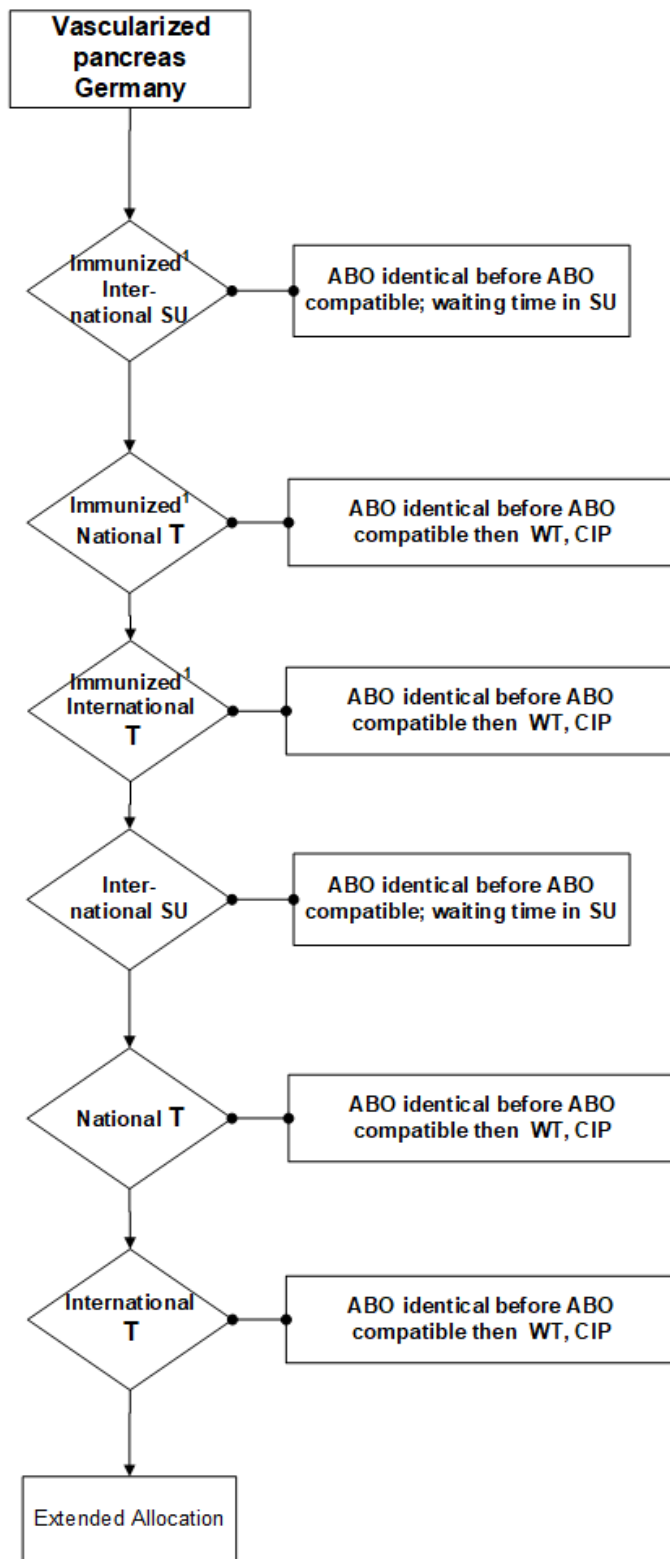 Vascularized
pancreas
Germany
Immunized¹
Inter-
national SU
ABO identical before ABO
compatible; waiting time in SU
Immunized¹
National T
ABO identical before ABO
compatible then WT, CIP
Immunized¹
International
T
ABO identical before ABO
compatible then WT, CIP
Inter-
national SU
ABO identical before ABO
compatible; waiting time in SU
National T
ABO identical before ABO
compatible then WT, CIP
International
T
ABO identical before ABO
compatible then WT, CIP
Extended Allocation